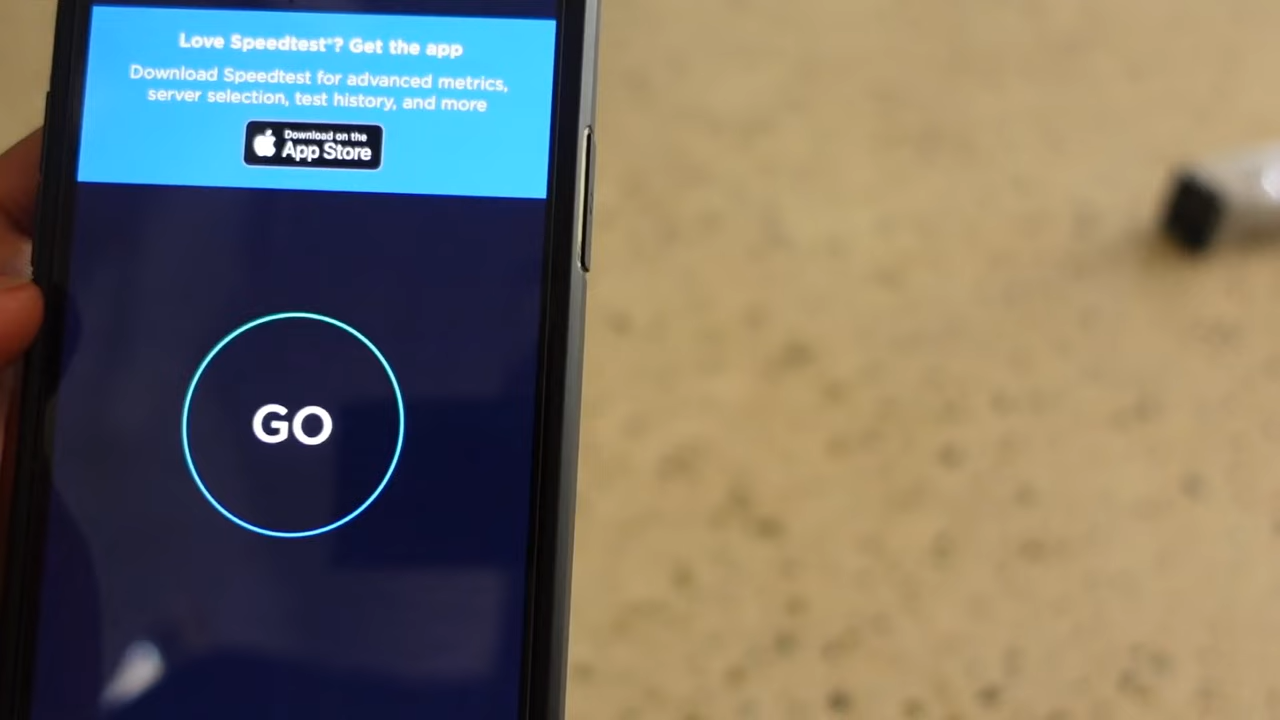 Love Speedtest®? Get the app
Download Speedtest for advanced metrics,
server selection, test history, and more
Download on the
App Store
GO